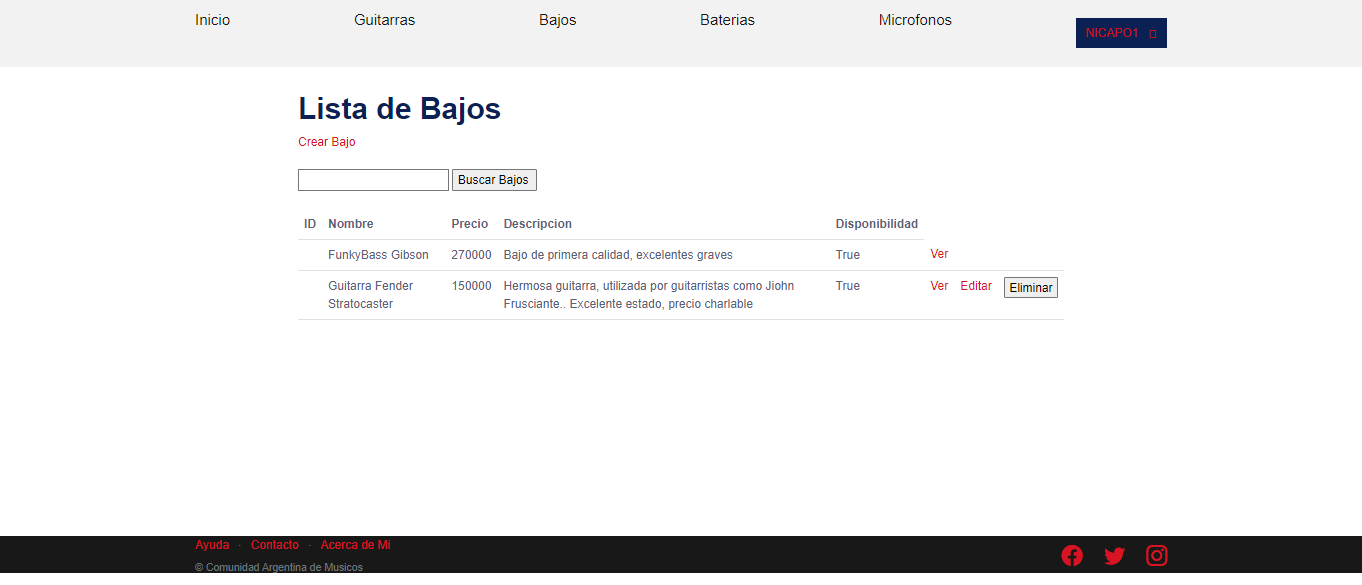 Inicio Guitarras Bajos Baterias Microfonos NICAPO1
Lista de Bajos
Crear Bajo
Buscar Bajos
ID Nombre Precio Descripcion Disponibilidad
FunkyBass Gibson 270000 Bajo de primera calidad, excelentes graves True Ver
Guitarra Fender Stratocaster 150000 Hermosa guitarra, utilizada por guitarristas como Jiohn Frusciante.. Excelente estado, precio charlable True Ver Editar Eliminar
Ayuda · Contacto · Acerca de Mi
© Comunidad Argentina de Musicos